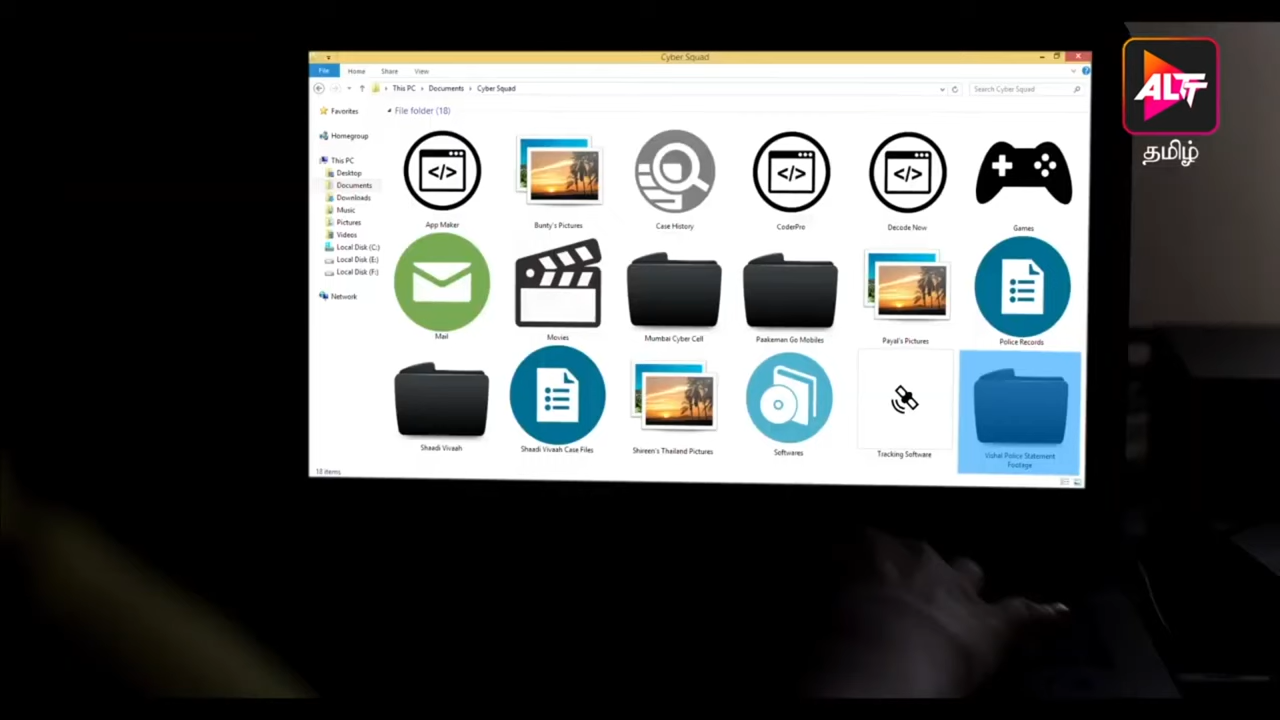 Cyber Squad
File Home Share View
This PC Documents Cyber Squad
Search Cyber Squad
ALTT
தமிழ்
Favorites
Homegroup
This PC
Desktop
Documents
Downloads
Music
Pictures
Videos
Local Disk (C:)
Local Disk (E:)
Local Disk (F:)
Network
File folder (18)
App Maker
Bunty's Pictures
Case History
CoderPro
Decode Now
Games
Mail
Movies
Mumbai Cyber Cell
Paakeman Go Mobiles
Payal's Pictures
Police Records
Shaadi Vivaah
Shaadi Vivaah Case Files
Shireen's Thailand Pictures
Softwares
Tracking Software
Vishal Police Statement
Footage
18 items